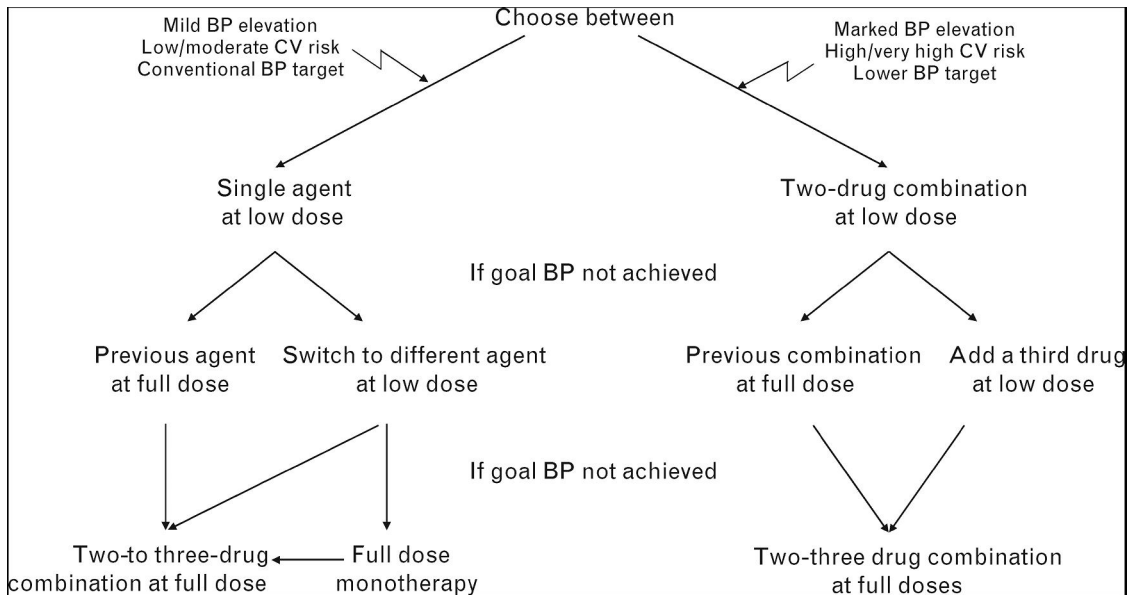 Choose between
Mild BP elevation
Low/moderate CV risk
Conventional BP target
Marked BP elevation
High/very high CV risk
Lower BP target
Single agent
at low dose
Two-drug combination
at low dose
If goal BP not achieved
Previous agent
at full dose
Switch to different agent
at low dose
Previous combination
at full dose
Add a third drug
at low dose
If goal BP not achieved
Two-to three-drug
combination at full dose
Full dose
monotherapy
Two-three drug combination
at full doses